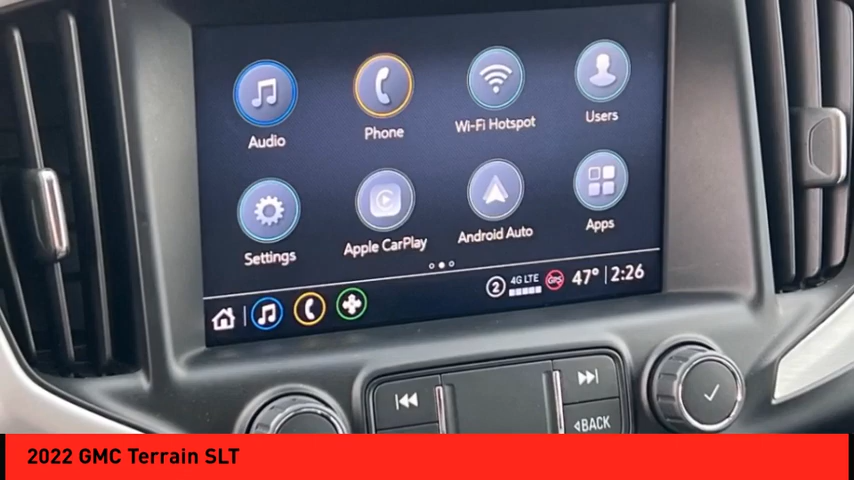 Audio Phone Wi-Fi Hotspot Users
Settings Apple CarPlay Android Auto Apps
2 4G LTE GPS 47° 2:26
BACK
2022 GMC Terrain SLT